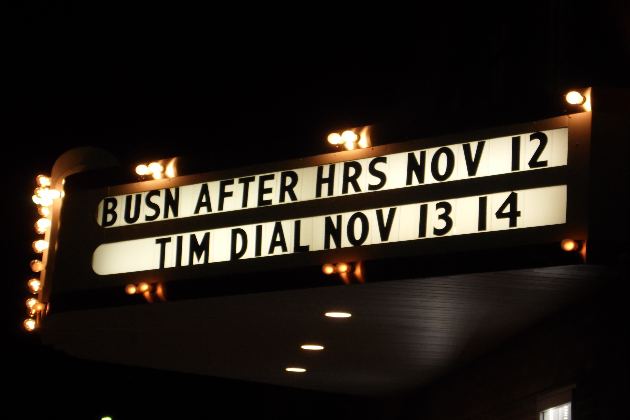 BUSN AFTER HRS NOV 12
TIM DIAL NOV 13 14